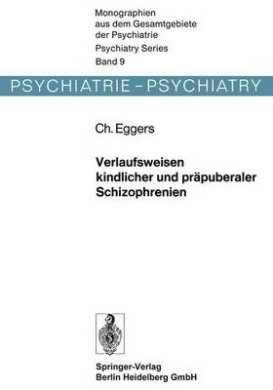 Monographien
aus dem Gesamtgebiete
der Psychiatrie
Psychiatry Series
Band 9
PSYCHIATRIE – PSYCHIATRY
Ch. Eggers
Verlaufsweisen
kindlicher und präpuberaler
Schizophrenien
Springer-Verlag
Berlin Heidelberg GmbH